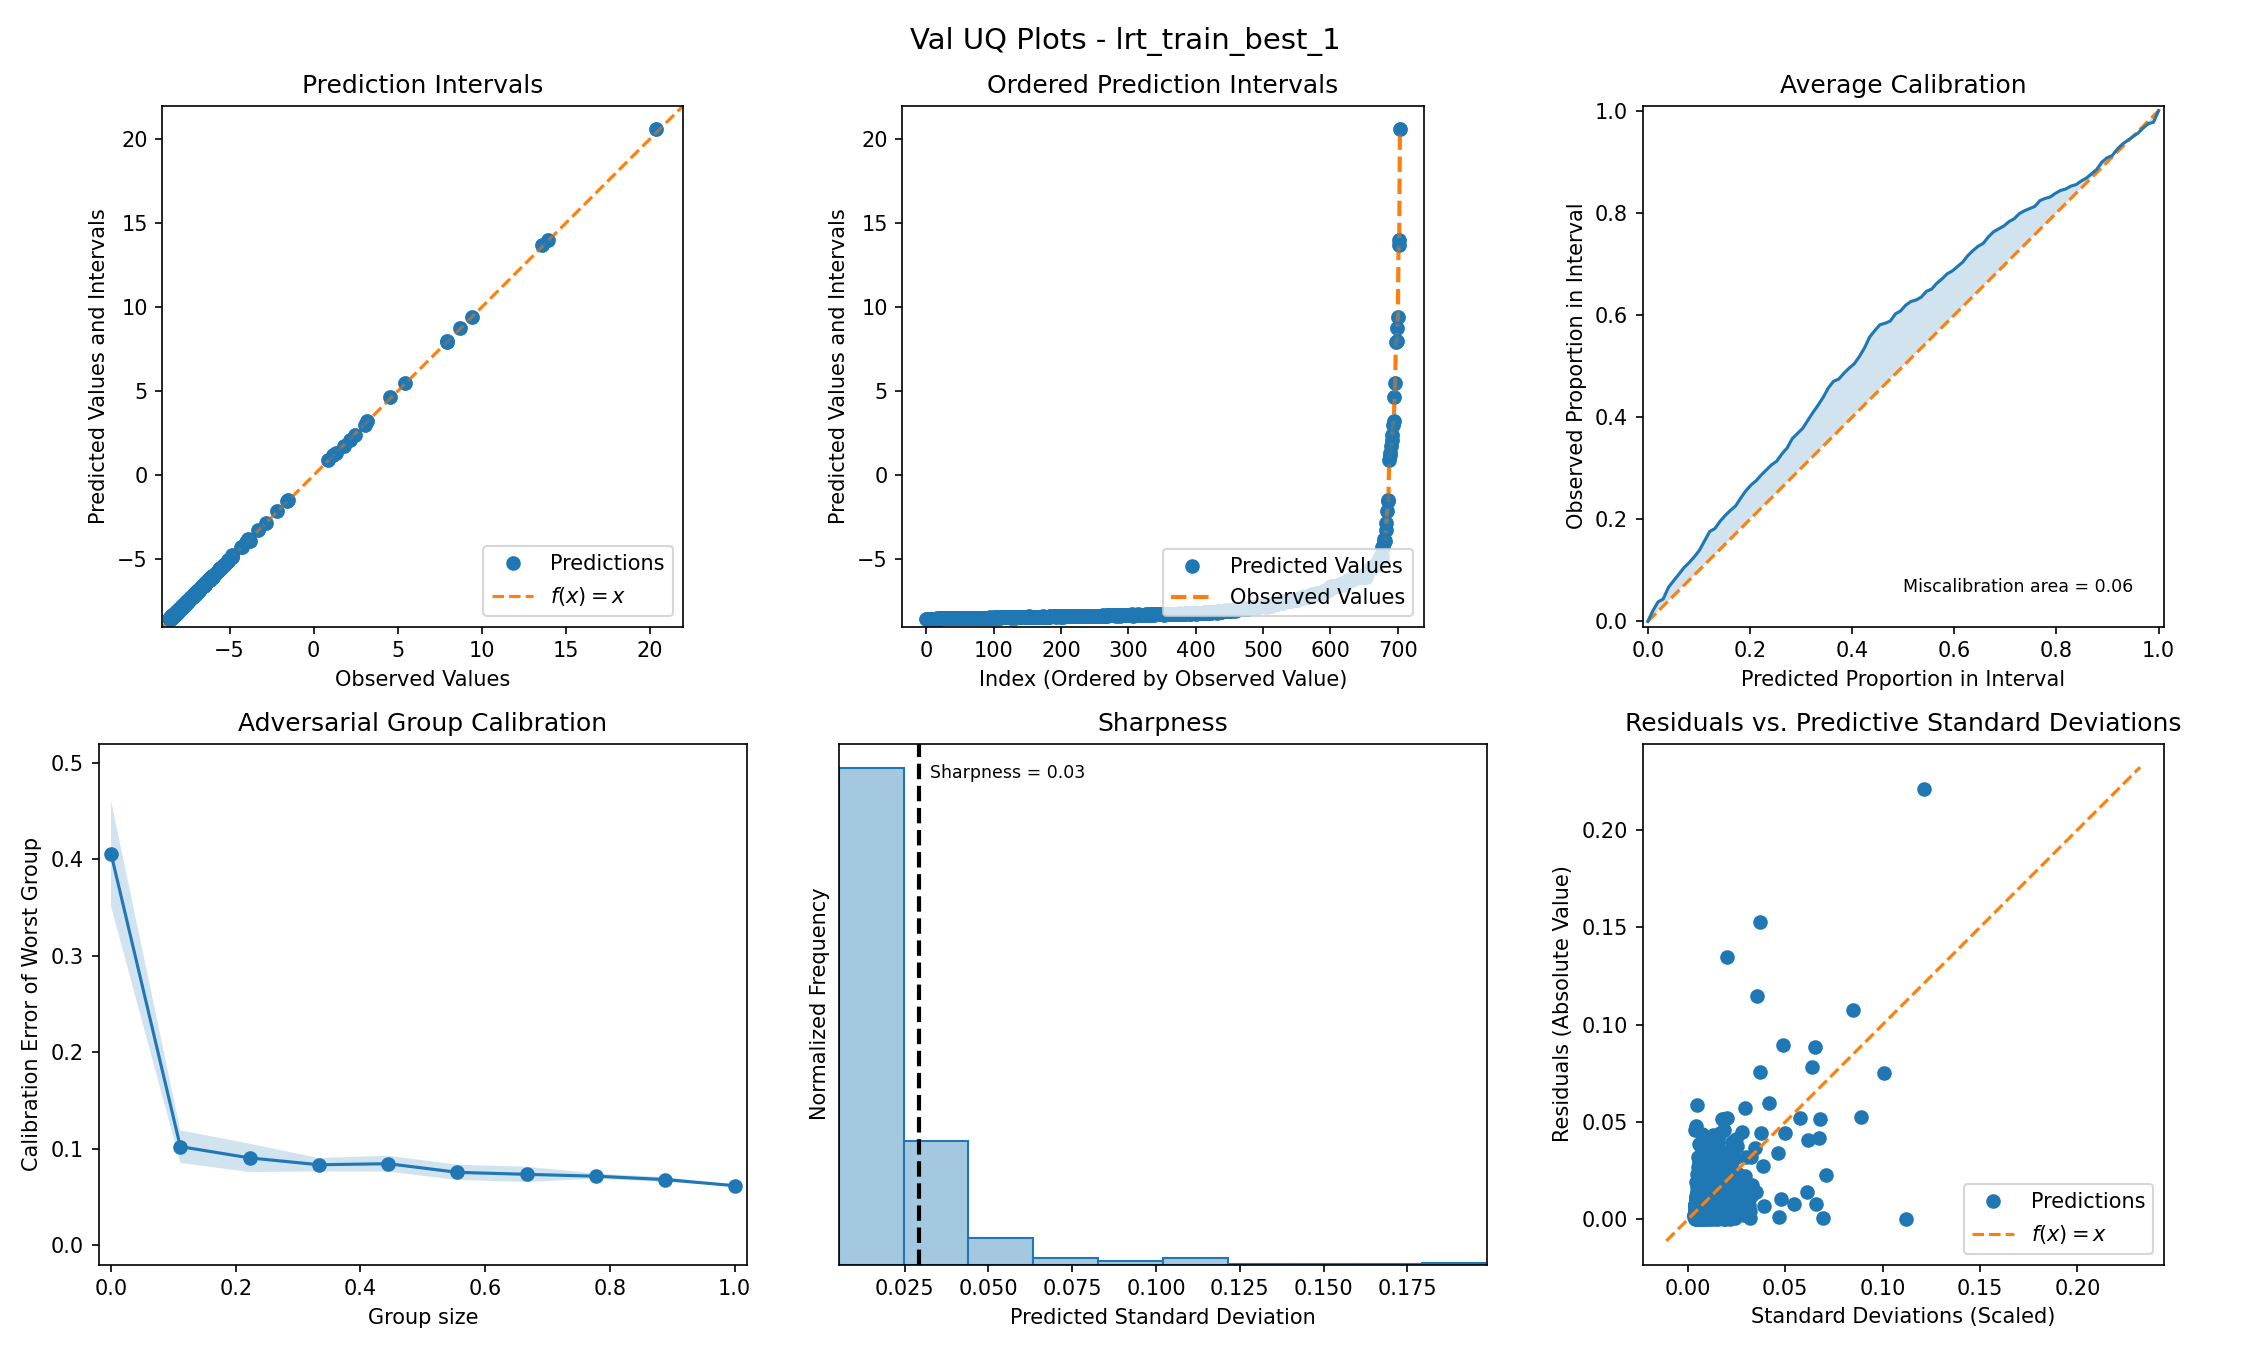 Val UQ Plots - lrt_train_best_1
Prediction Intervals
Predicted Values and Intervals
20
15
10
5
0
−5
−5
0
5
10
15
20
Observed Values
Predictions
f(x) = x
Ordered Prediction Intervals
Predicted Values and Intervals
20
15
10
5
0
−5
0
100
200
300
400
500
600
700
Index (Ordered by Observed Value)
Predicted Values
Observed Values
Average Calibration
Observed Proportion in Interval
1.0
0.8
0.6
0.4
0.2
0.0
0.0
0.2
0.4
0.6
0.8
1.0
Predicted Proportion in Interval
Miscalibration area = 0.06
Adversarial Group Calibration
Calibration Error of Worst Group
0.5
0.4
0.3
0.2
0.1
0.0
0.0
0.2
0.4
0.6
0.8
1.0
Group size
Sharpness
Normalized Frequency
Sharpness = 0.03
0.025
0.050
0.075
0.100
0.125
0.150
0.175
Predicted Standard Deviation
Residuals vs. Predictive Standard Deviations
Residuals (Absolute Value)
0.20
0.15
0.10
0.05
0.00
0.00
0.05
0.10
0.15
0.20
Standard Deviations (Scaled)
Predictions
f(x) = x